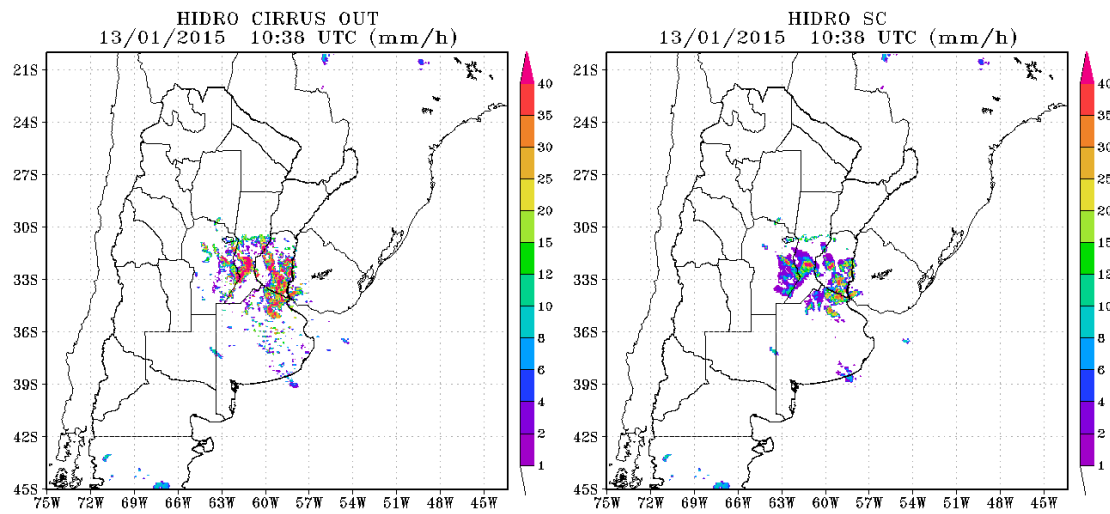 HIDRO CIRRUS OUT
13/01/2015 10:38 UTC (mm/h)
21S
24S
27S
30S
33S
36S
39S
42S
45S
75W 72W 69W 66W 63W 60W 57W 54W 51W 48W 45W
40
35
30
25
20
15
12
10
8
6
4
2
1
HIDRO SC
13/01/2015 10:38 UTC (mm/h)
21S
24S
27S
30S
33S
36S
39S
42S
45S
75W 72W 69W 66W 63W 60W 57W 54W 51W 48W 45W
40
35
30
25
20
15
12
10
8
6
4
2
1